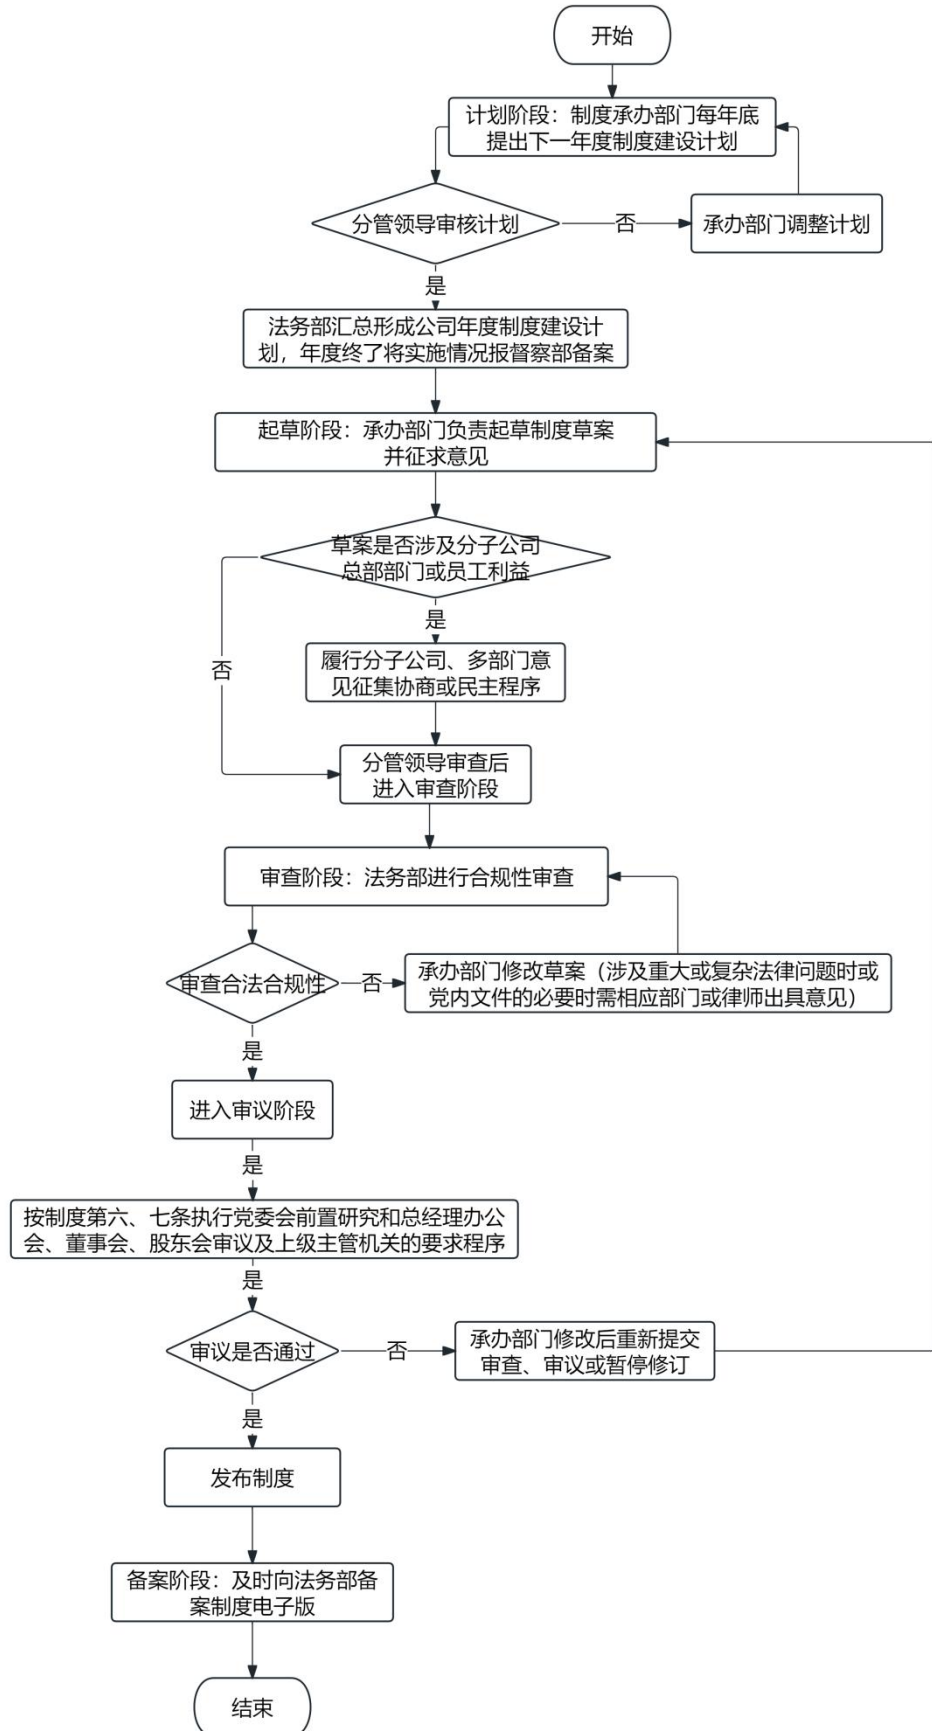 开始
计划阶段：制度承办部门每年底
提出下一年度制度建设计划
分管领导审核计划
否
承办部门调整计划
是
法务部汇总形成公司年度制度建设计
划，年度终了将实施情况报督察部备案
起草阶段：承办部门负责起草制度草案
并征求意见
草案是否涉及分子公司
总部部门或员工利益
是
否
履行分子公司、多部门意
见征集协商或民主程序
分管领导审查后
进入审查阶段
审查阶段：法务部进行合规性审查
审查合法合规性
否
承办部门修改草案（涉及重大或复杂法律问题时或
党内文件的必要时需相应部门或律师出具意见）
是
进入审议阶段
是
按制度第六、七条执行党委会前置研究和总经理办公
会、董事会、股东会审议及上级主管机关的要求程序
是
审议是否通过
否
承办部门修改后重新提交
审查、审议或暂停修订
是
发布制度
备案阶段：及时向法务部备
案制度电子版
结束